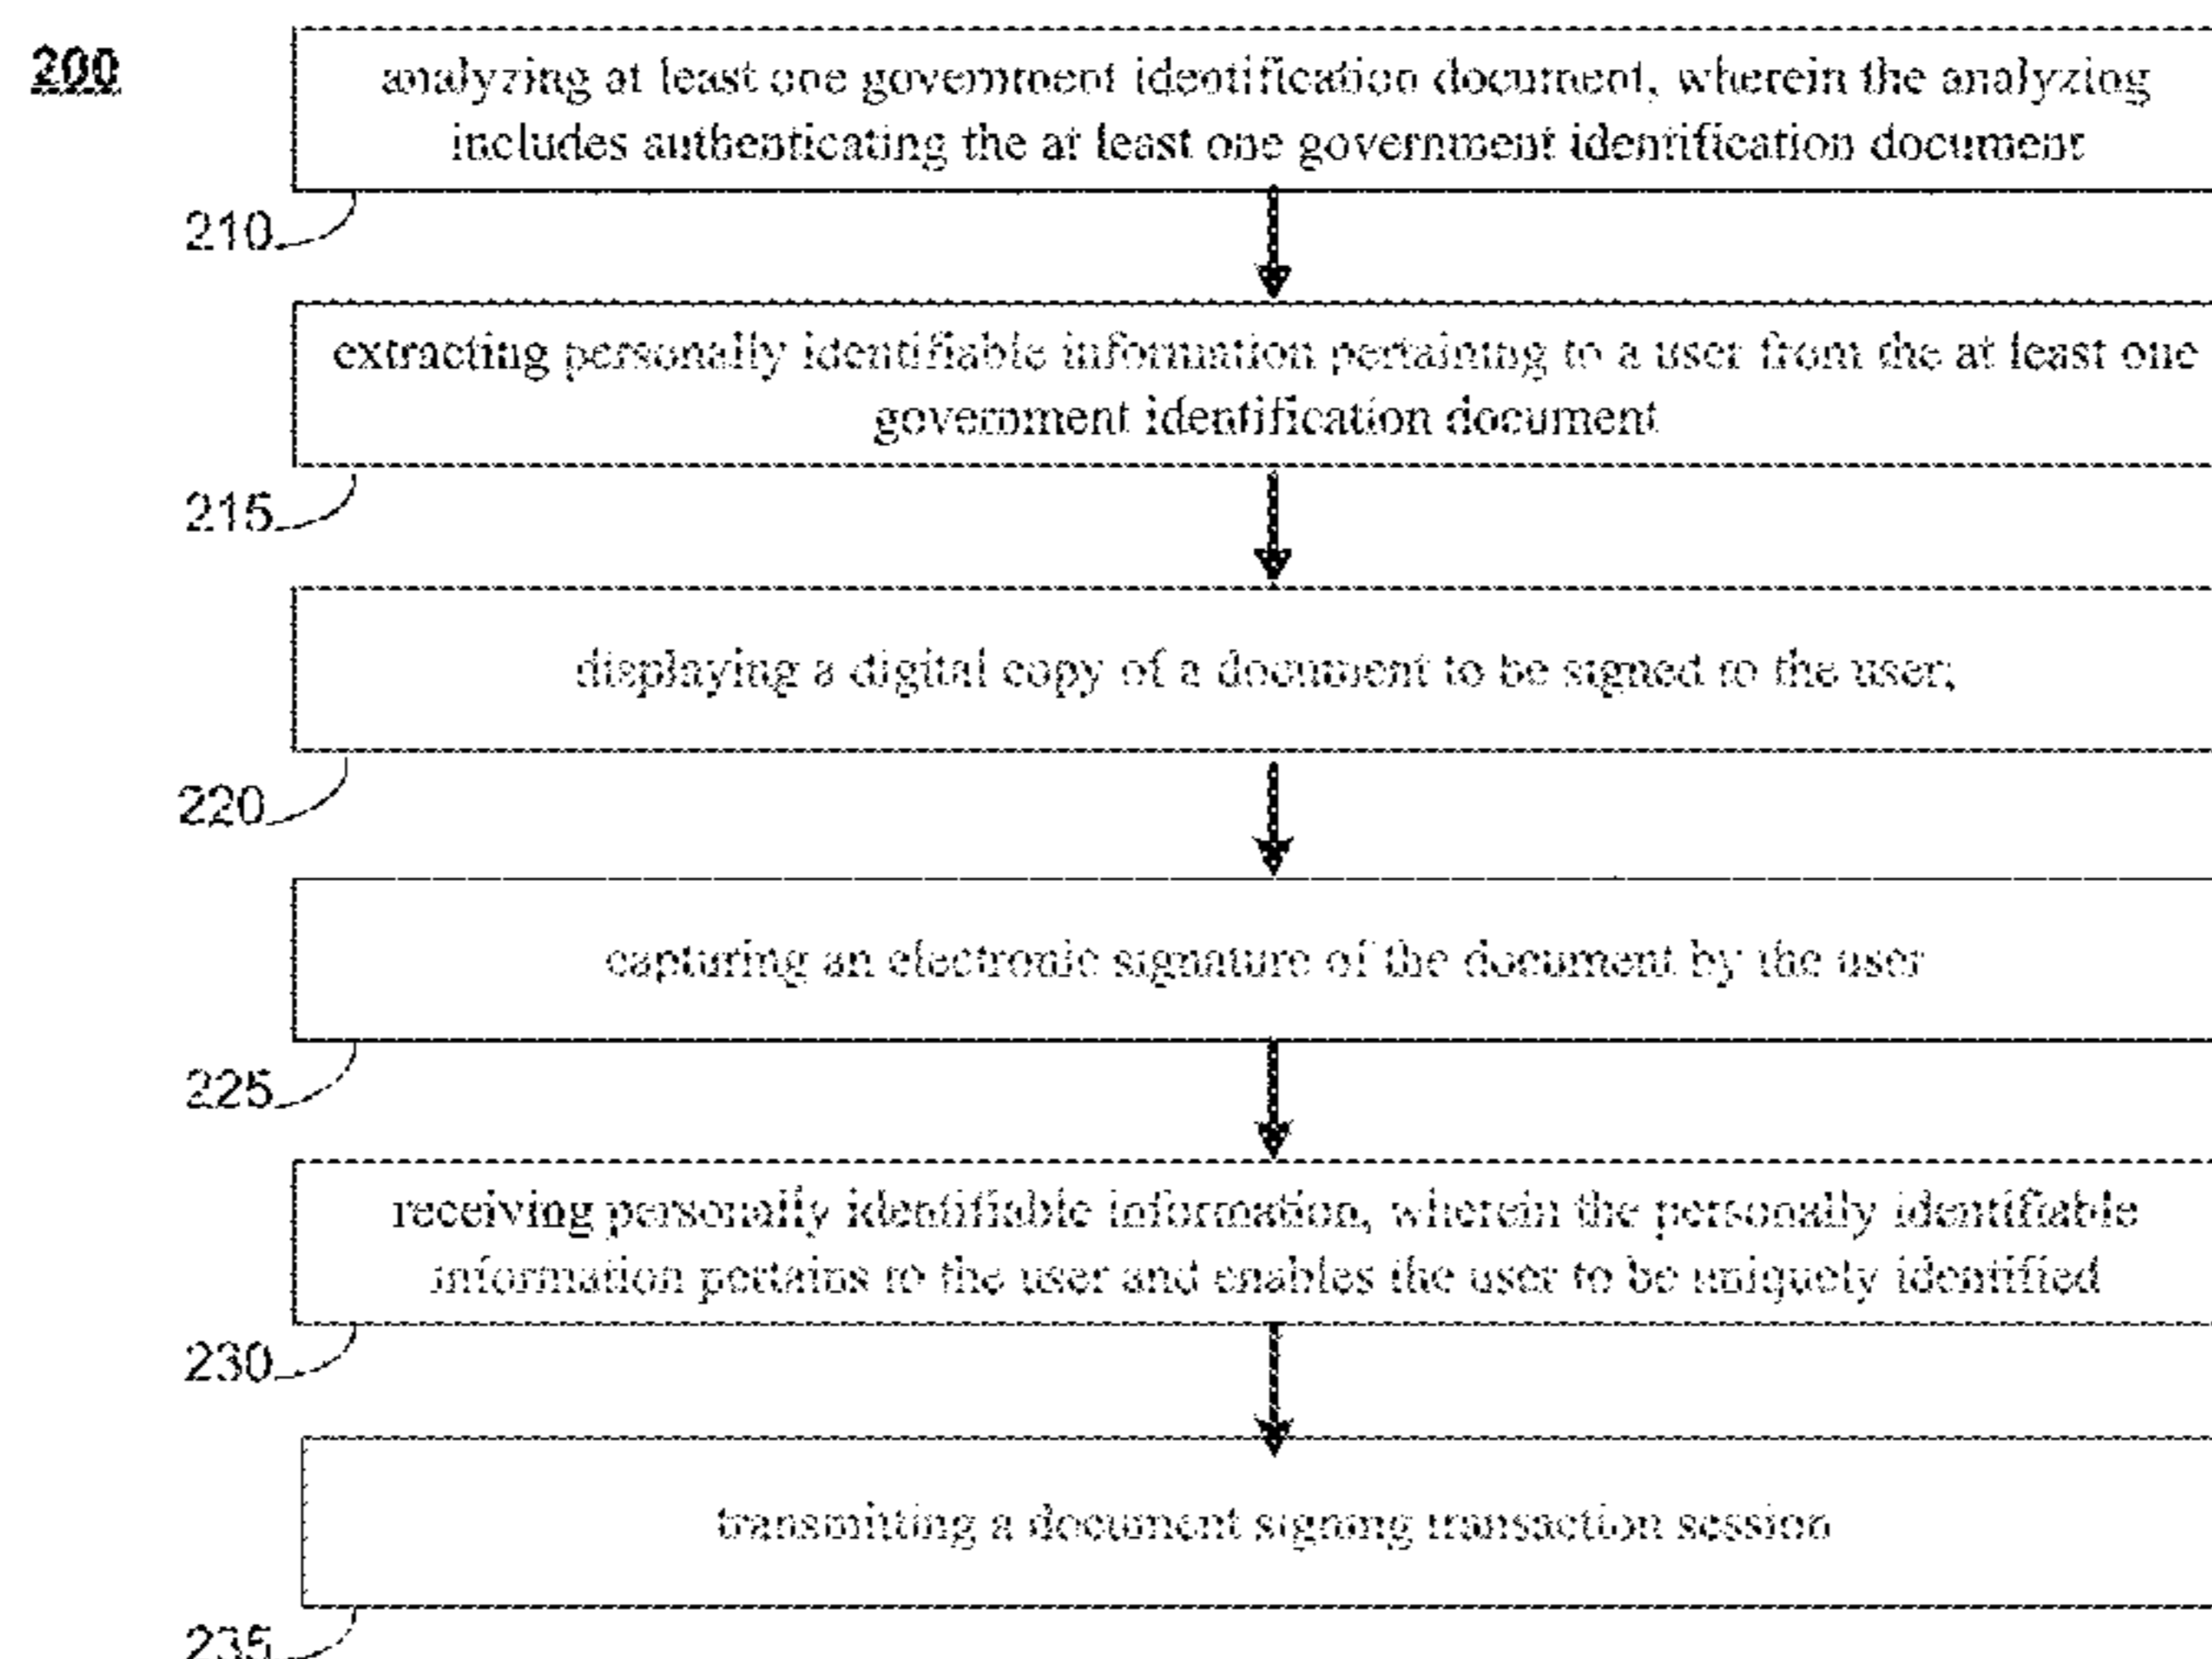 200
analyzing at least one government identification document, wherein the analyzing
includes authenticating the at least one government identification document
210
extracting personally identifiable information pertaining to a user from the at least one
government identification document
215
displaying a digital copy of a document to be signed to the user;
220
capturing an electronic signature of the document by the user
225
receiving personally identifiable information, wherein the personally identifiable
information pertains to the user and enables the user to be uniquely identified
230
transmitting a document signing transaction session
235